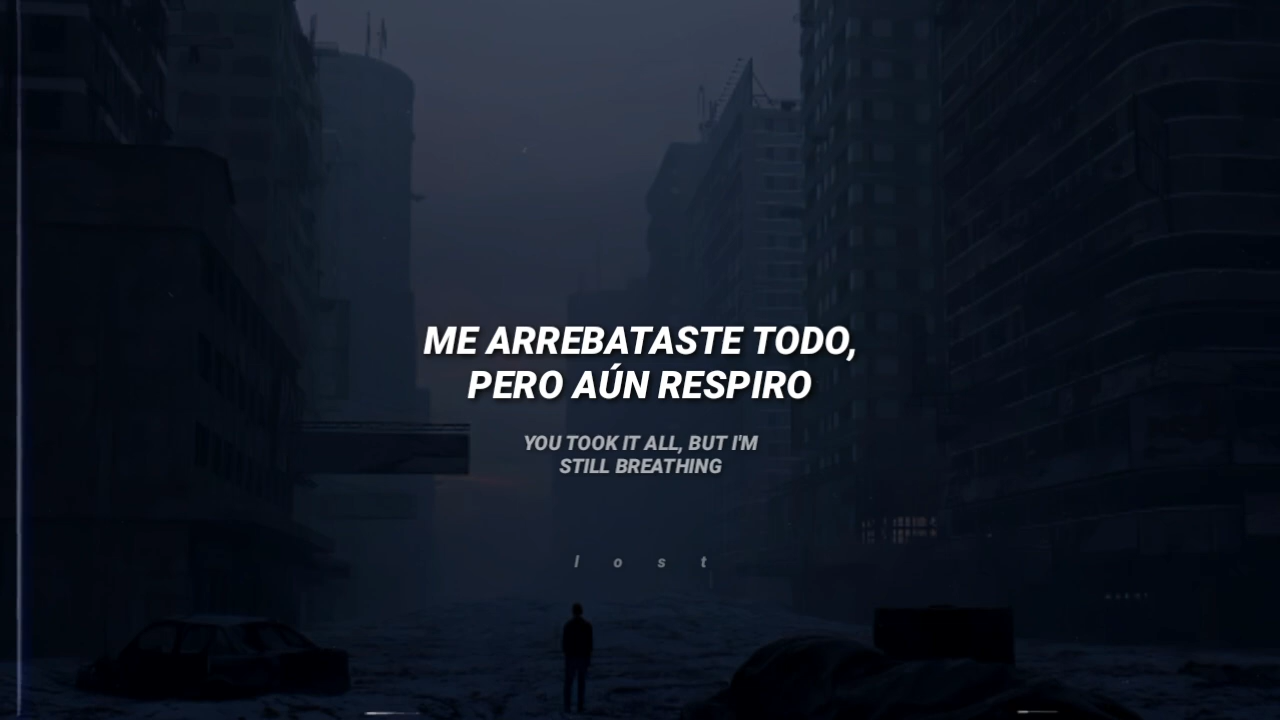 ME ARREBATASTE TODO,
PERO AÚN RESPIRO
YOU TOOK IT ALL, BUT I'M
STILL BREATHING
l o s t